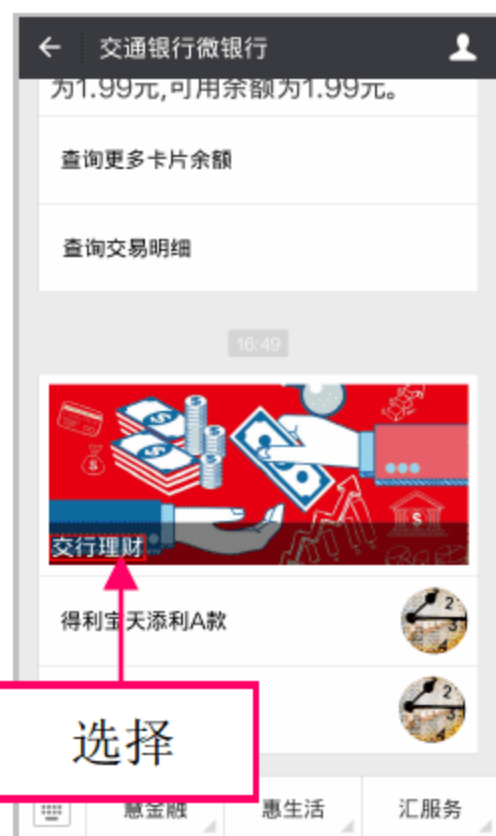 交通银行微银行
为1.99元,可用余额为1.99元。
查询更多卡片余额
查询交易明细
16:49
交行理财
得利宝天添利A款
选择
慧金融
惠生活
汇服务